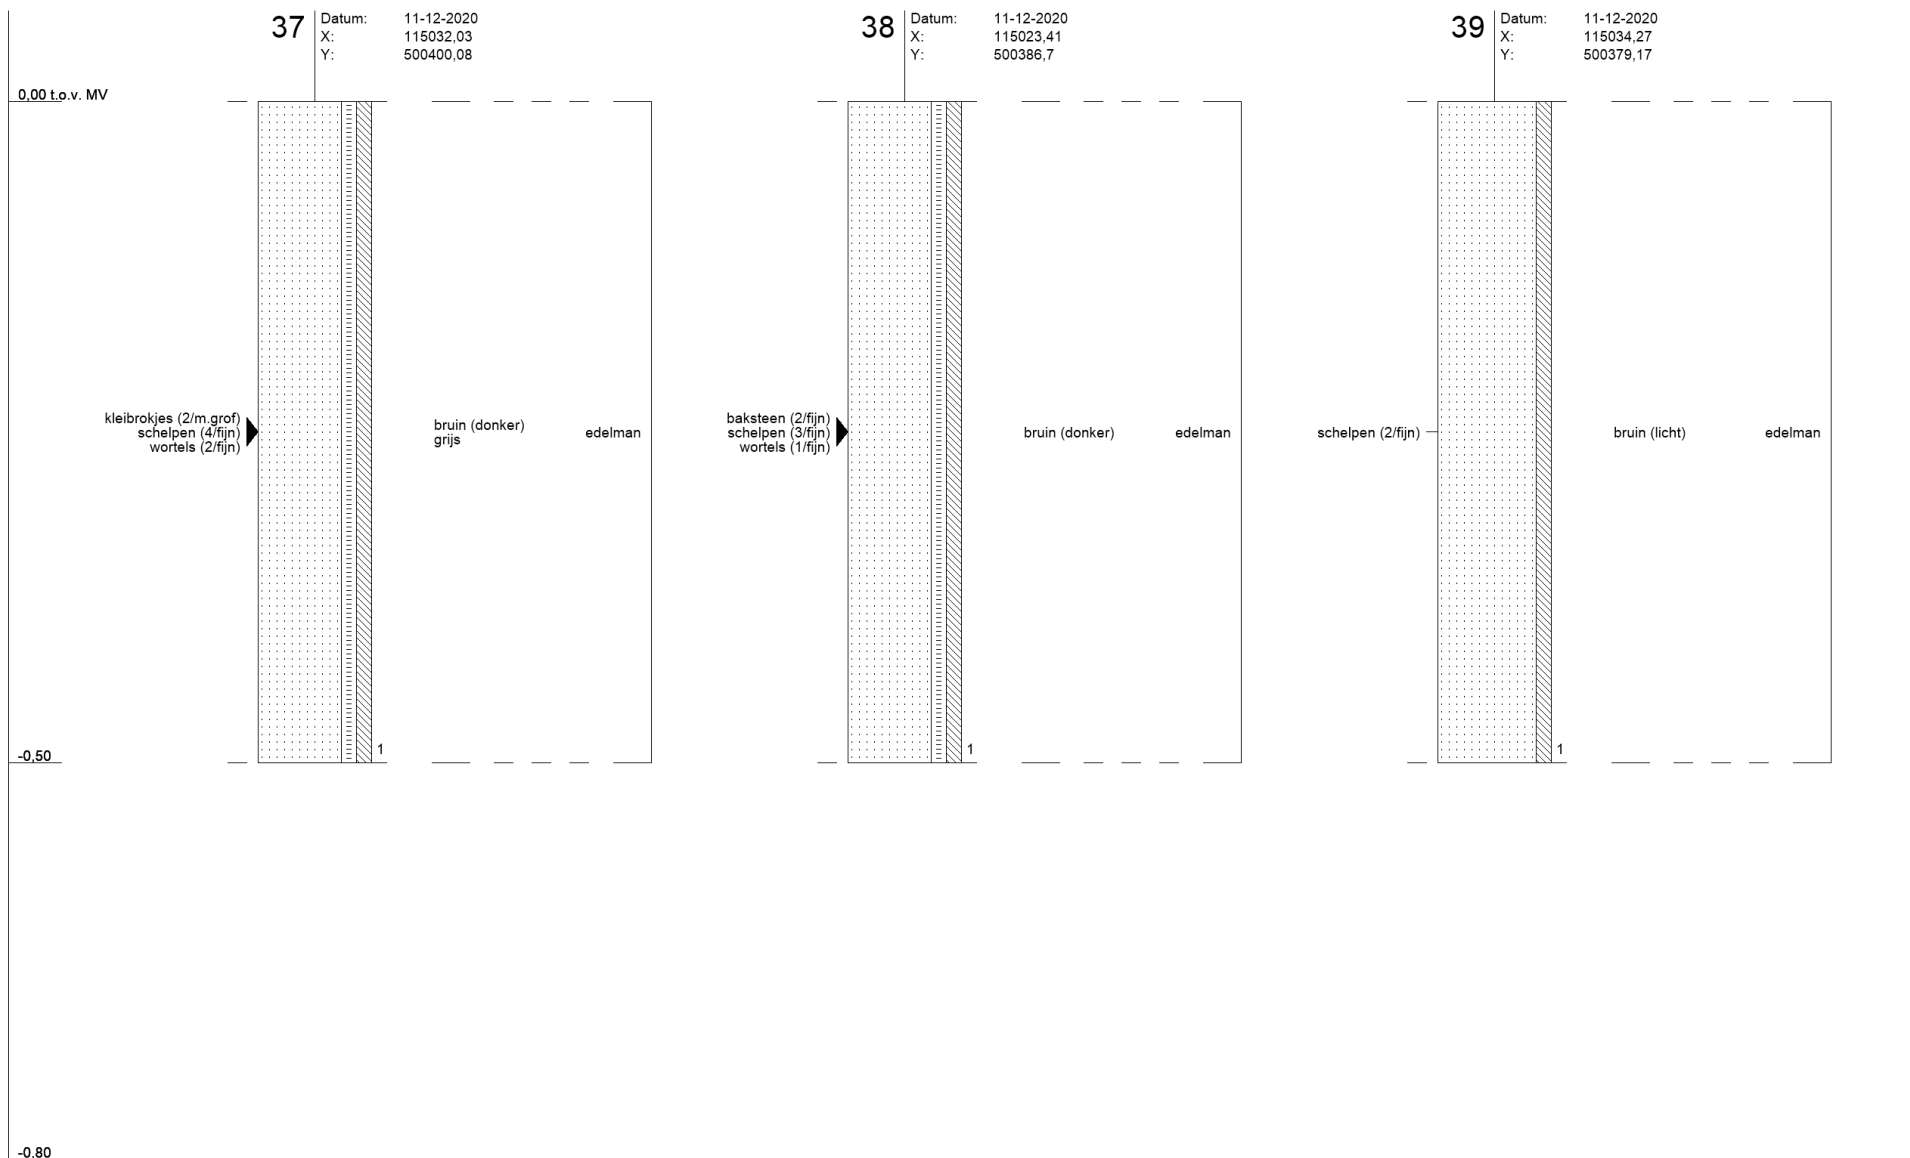 37
Datum: 11-12-2020
X: 115032,03
Y: 500400,08
38
Datum: 11-12-2020
X: 115023,41
Y: 500386,7
39
Datum: 11-12-2020
X: 115034,27
Y: 500379,17
0,00 t.o.v. MV
kleibrokjes (2/m.grof)
schelpen (4/fijn)
wortels (2/fijn)
bruin (donker)
grijs
edelman
1
baksteen (2/fijn)
schelpen (3/fijn)
wortels (1/fijn)
bruin (donker)
edelman
1
schelpen (2/fijn)
bruin (licht)
edelman
1
-0,50
-0,80